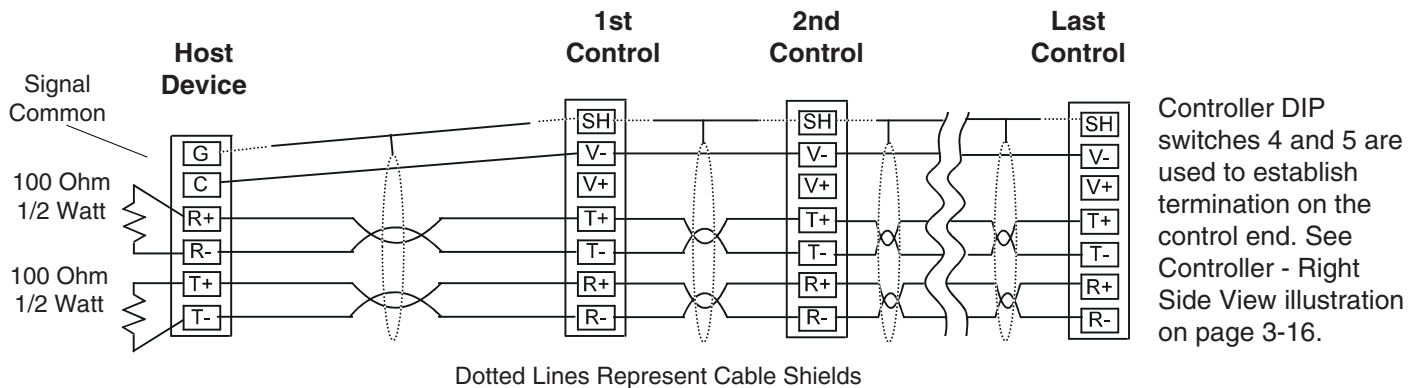 1st
Control
2nd
Control
Last
Control
Host
Device
Signal
Common
100 Ohm
1/2 Watt
100 Ohm
1/2 Watt
G
C
R+
R-
T+
T-
SH
V-
V+
T+
T-
R+
R-
SH
V-
V+
T+
T-
R+
R-
SH
V-
V+
T+
T-
R+
R-
Controller DIP
switches 4 and 5 are
used to establish
termination on the
control end. See
Controller - Right
Side View illustration
on page 3-16.
Dotted Lines Represent Cable Shields